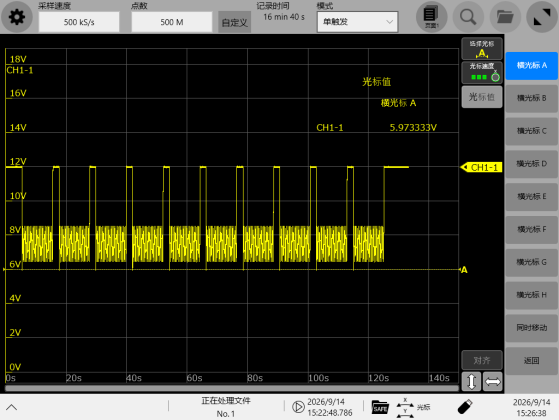 采样速度
点数
记录时间
模式
500 kS/s
500 M
自定义
16 min 40 s
单触发
页面1
选择光标
A
光标速度
光标值
横光标 A
横光标 B
横光标 C
横光标 D
横光标 E
横光标 F
横光标 G
横光标 H
同时移动
返回
18V
CH1-1
16V
14V
12V
10V
8V
6V
4V
2V
0V
光标值
横光标 A
CH1-1 5.973333V
CH1-1
A
对齐
0s 20s 40s 60s 80s 100s 120s 140s
正在处理文件
No. 1
2026/9/14
15:22:48.786
SAFE
X
Y
光标
2026/9/14
15:26:38